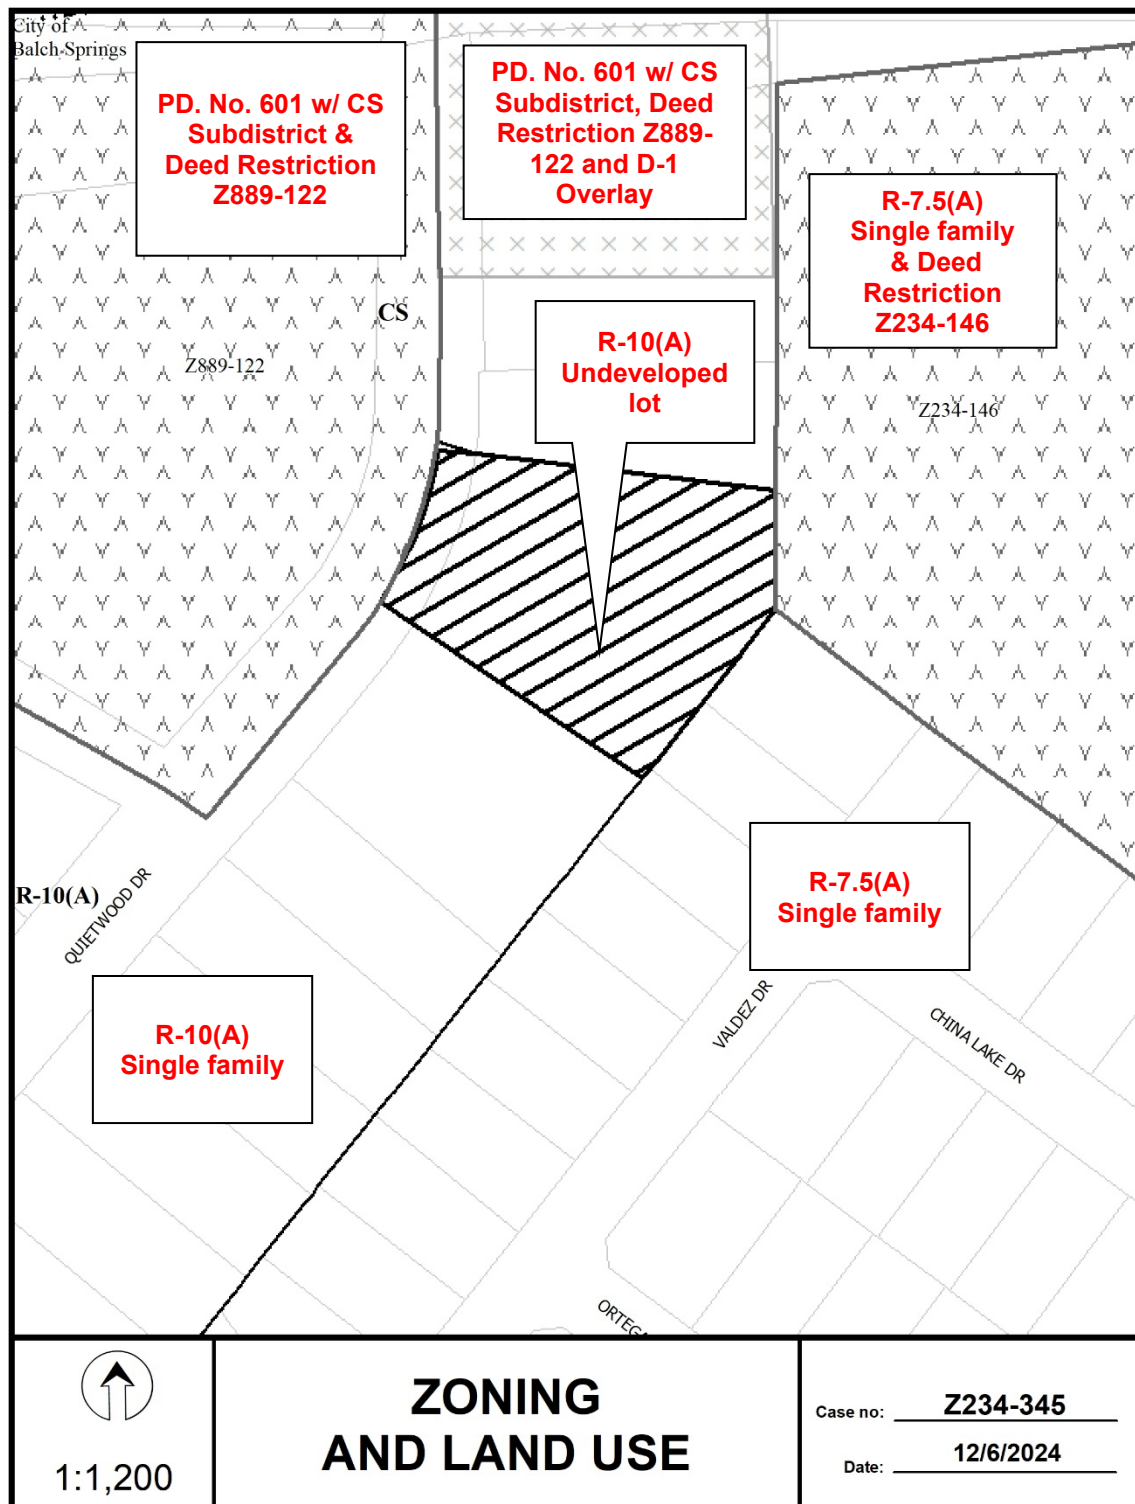 City of
Balch Springs
PD. No. 601 w/ CS
Subdistrict &
Deed Restriction
Z889-122
PD. No. 601 w/ CS
Subdistrict, Deed
Restriction Z889-
122 and D-1
Overlay
R-7.5(A)
Single family
& Deed
Restriction
Z234-146
CS
Z889-122
R-10(A)
Undeveloped
lot
Z234-146
R-10(A)
QUIETWOOD DR
R-7.5(A)
Single family
R-10(A)
Single family
VALDEZ DR
CHINA LAKE DR
1:1,200
ZONING
AND LAND USE
Case no: Z234-345
Date: 12/6/2024